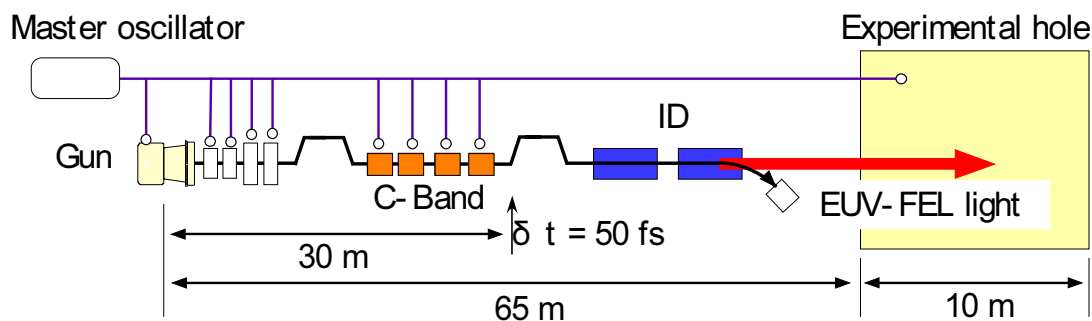 Master oscillator
Experimental hole
Gun
ID
C-Band
EUV-FEL light
δ t = 50 fs
30 m
65 m
10 m